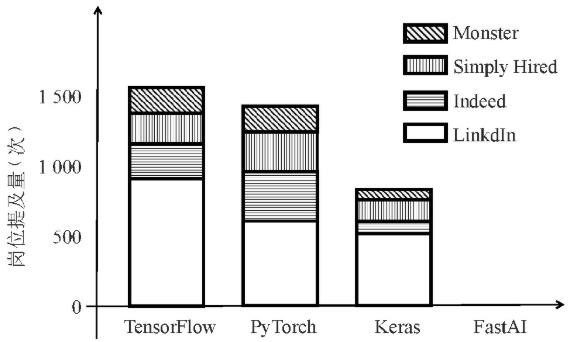 Monster
Simply Hired
Indeed
LinkdIn
岗位提及量（次）
1 500
1 000
500
0
TensorFlow PyTorch Keras FastAI